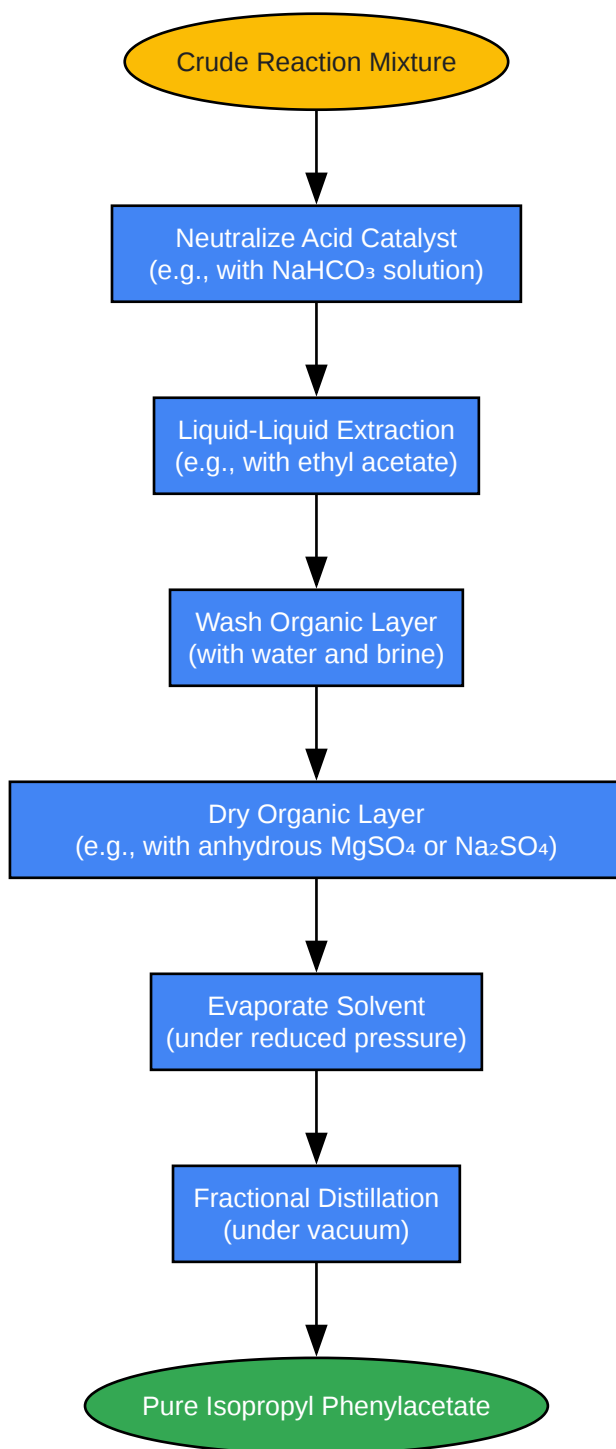 Crude Reaction Mixture
Neutralize Acid Catalyst
(e.g., with NaHCO₃ solution)
Liquid-Liquid Extraction
(e.g., with ethyl acetate)
Wash Organic Layer
(with water and brine)
Dry Organic Layer
(e.g., with anhydrous MgSO₄ or Na₂SO₄)
Evaporate Solvent
(under reduced pressure)
Fractional Distillation
(under vacuum)
Pure Isopropyl Phenylacetate